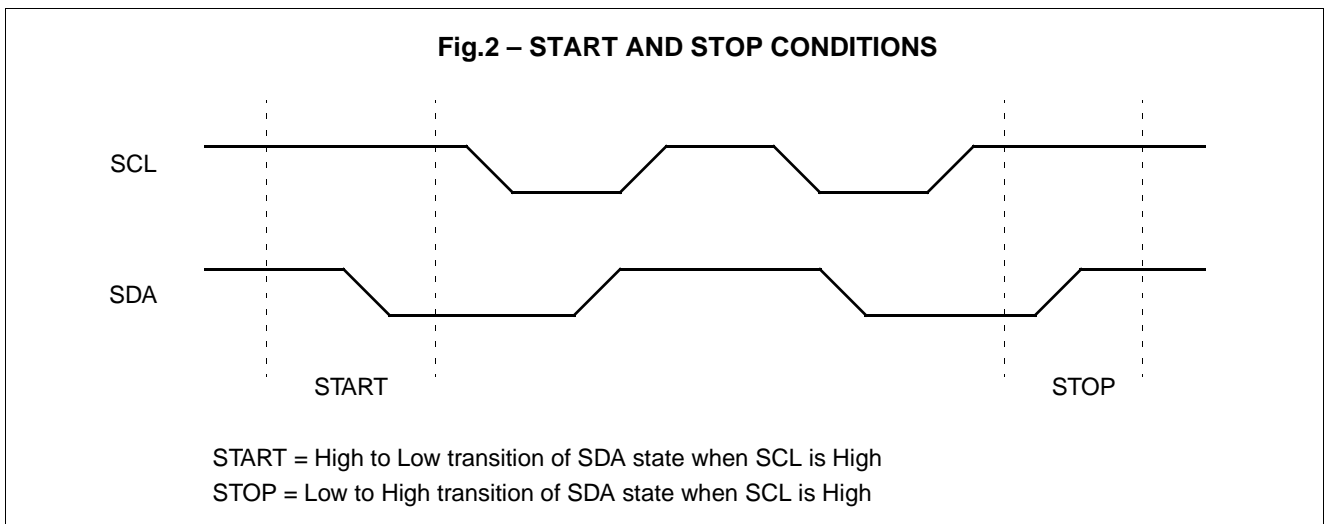 Fig.2 – START AND STOP CONDITIONS
SCL
SDA
START
STOP
START = High to Low transition of SDA state when SCL is High
STOP = Low to High transition of SDA state when SCL is High